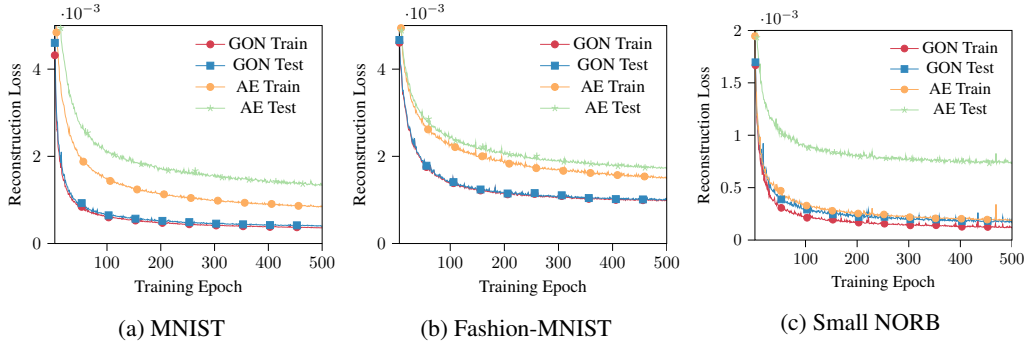 ·10⁻³
Reconstruction Loss
4
2
0
GON Train
GON Test
AE Train
AE Test
100 200 300 400 500
Training Epoch
(a) MNIST
·10⁻³
Reconstruction Loss
4
2
0
GON Train
GON Test
AE Train
AE Test
100 200 300 400 500
Training Epoch
(b) Fashion-MNIST
·10⁻³
Reconstruction Loss
2
1.5
1
0.5
0
GON Train
GON Test
AE Train
AE Test
100 200 300 400 500
Training Epoch
(c) Small NORB